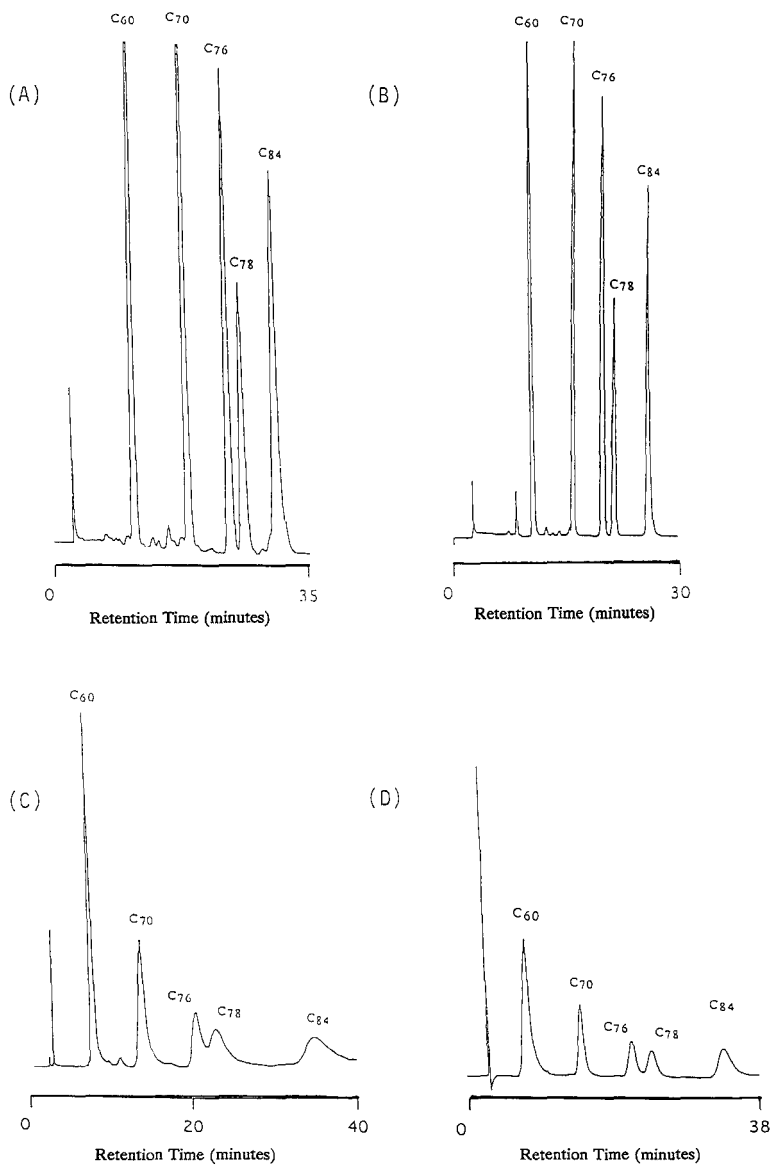 (A)
C60
C70
C76
C78
C84
0 35
Retention Time (minutes)
(B)
C60
C70
C76
C78
C84
0 30
Retention Time (minutes)
(C)
C60
C70
C76
C78
C84
0 20 40
Retention Time (minutes)
(D)
C60
C70
C76
C78
C84
0 38
Retention Time (minutes)